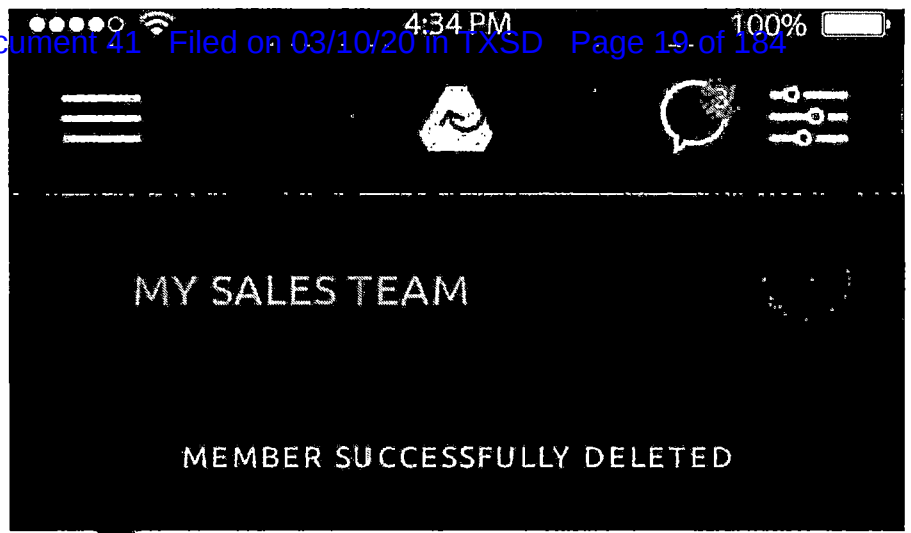 4:34 PM 100%
cument 41 Filed on 03/10/20 in TXSD Page 19 of 184
MY SALES TEAM
MEMBER SUCCESSFULLY DELETED